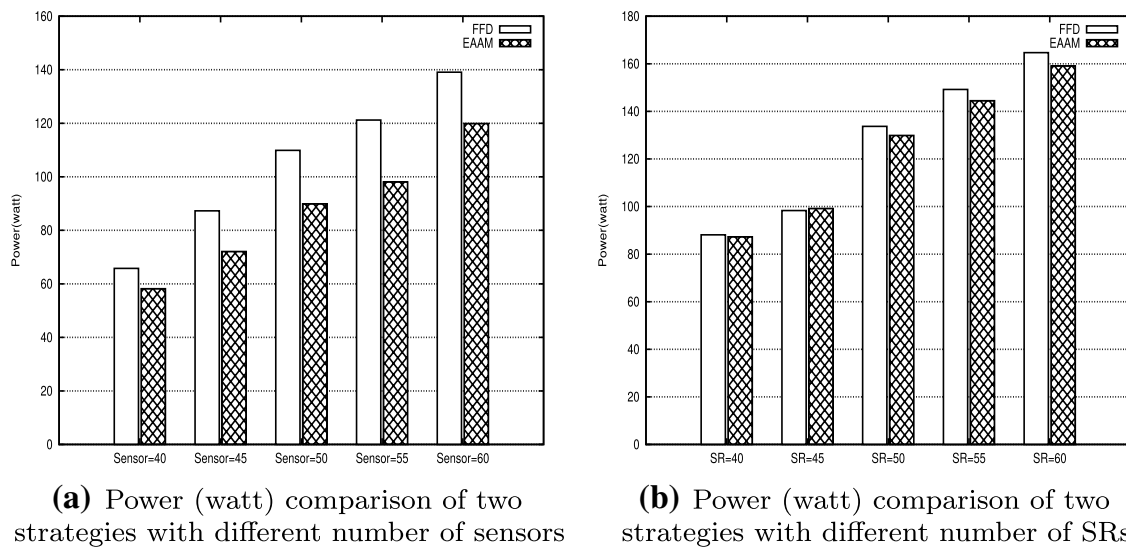 160
140
120
100
80
60
40
20
0
Power(watt)
FFD
EAAM
Sensor=40 Sensor=45 Sensor=50 Sensor=55 Sensor=60
(a) Power (watt) comparison of two
strategies with different number of sensors
180
160
140
120
100
80
60
40
20
0
Power(watt)
FFD
EAAM
SR=40 SR=45 SR=50 SR=55 SR=60
(b) Power (watt) comparison of two
strategies with different number of SRs